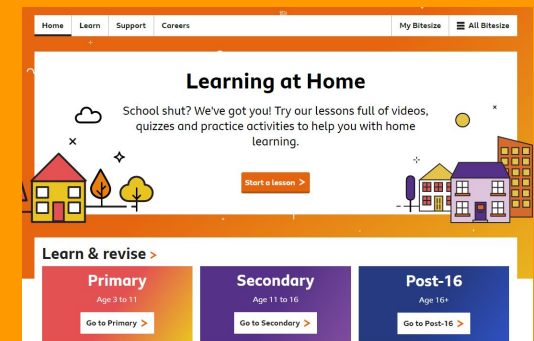 Home Learn Support Careers My Bitesize All Bitesize
Learning at Home
School shut? We've got you! Try our lessons full of videos,
quizzes and practice activities to help you with home
learning.
Start a lesson >
Learn & revise >
Primary Secondary Post-16
Age 3 to 11 Age 11 to 16 Age 16+
Go to Primary > Go to Secondary > Go to Post-16 >